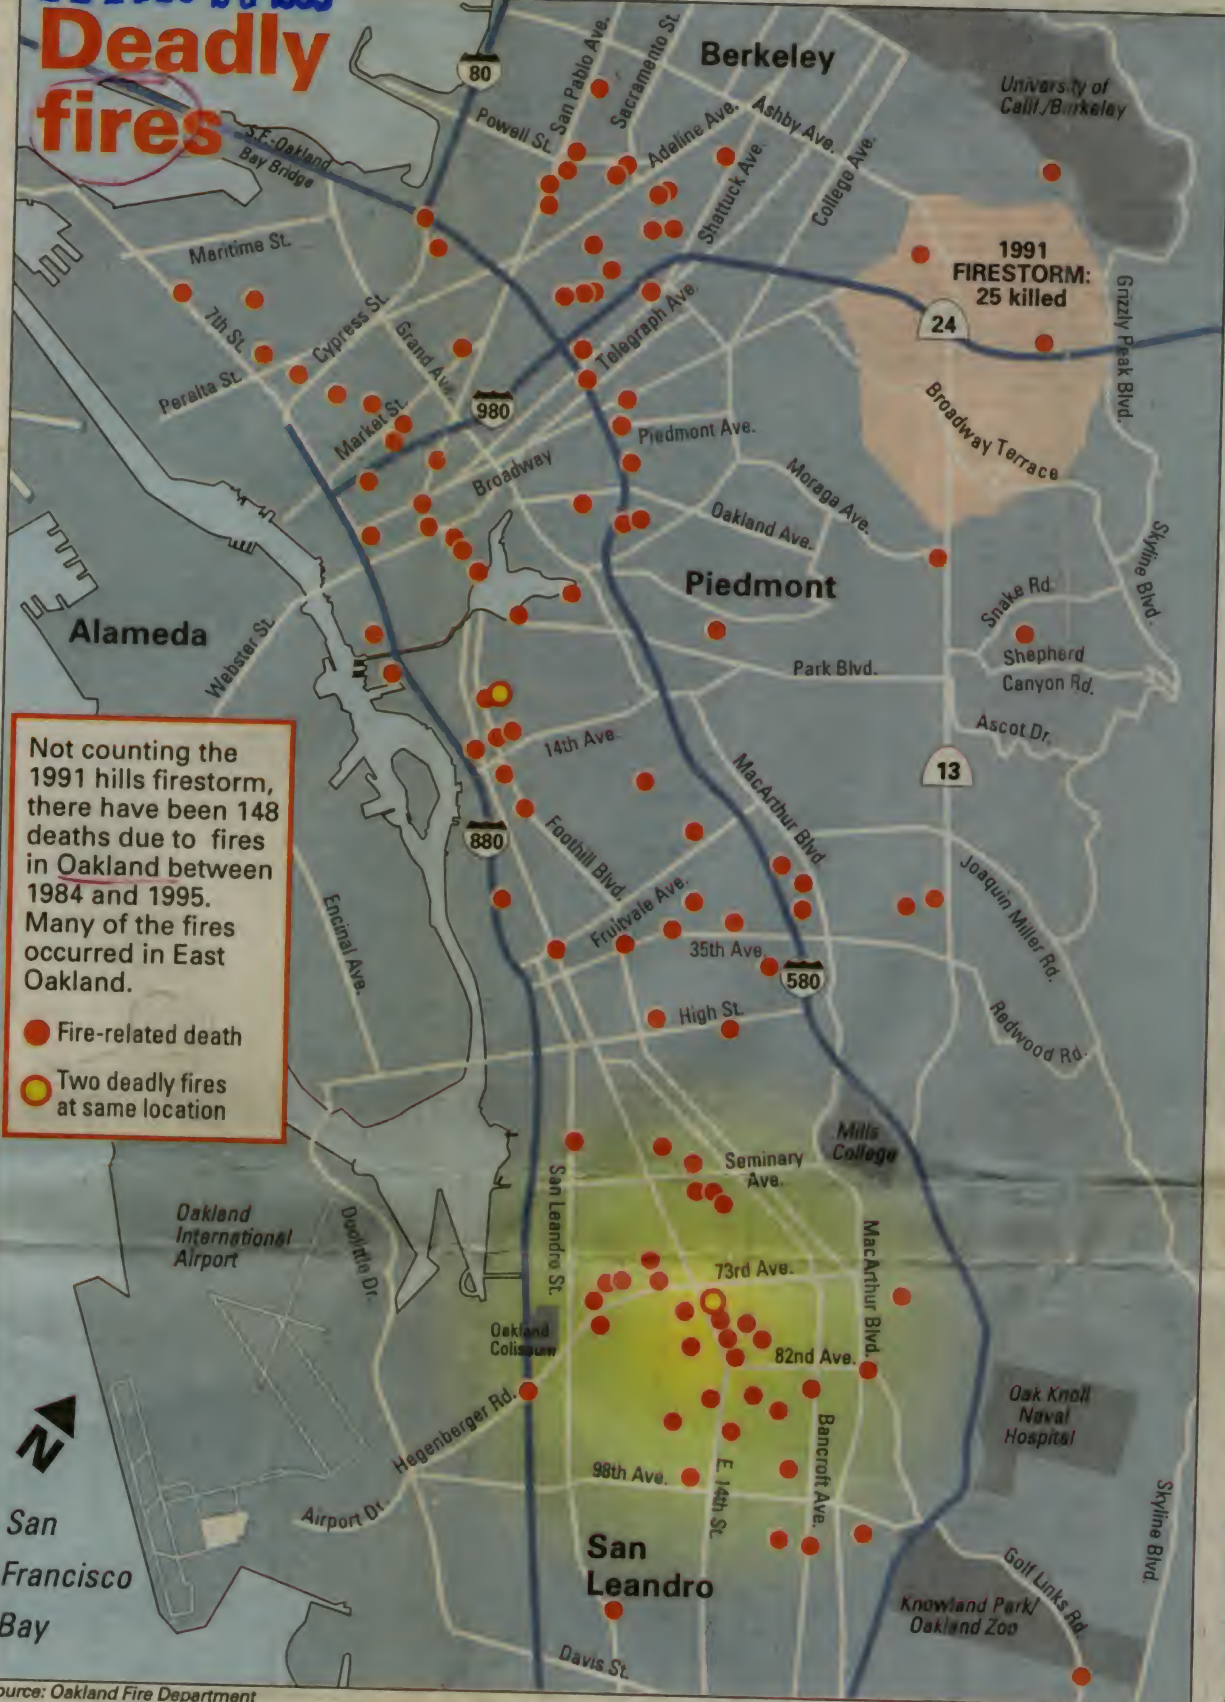 Deadly
fires
80
San Pablo Ave.
Sacramento St.
Berkeley
University of
Calif./Berkeley
Powell St.
Adeline Ave.
Ashby Ave.
S.F.-Oakland
Bay Bridge
Shattuck Ave.
College Ave.
Maritime St.
1991
FIRESTORM:
25 killed
24
Grizzly Peak Blvd.
7th St.
Cypress St.
Grand Ave.
Telegraph Ave.
Peralta St.
980
Market St.
Piedmont Ave.
Broadway Terrace
Broadway
Moraga Ave.
Oakland Ave.
Skyline Blvd.
Piedmont
Snake Rd.
Alameda
Webster St.
Park Blvd.
Shepherd
Canyon Rd.
Ascot Dr.
14th Ave.
13
MacArthur Blvd.
Not counting the
1991 hills firestorm,
there have been 148
deaths due to fires
in Oakland between
1984 and 1995.
Many of the fires
occurred in East
Oakland.
Fire-related death
Two deadly fires
at same location
880
Foothill Blvd.
Encinal Ave.
Fruitvale Ave.
Joaquin Miller Rd.
35th Ave.
580
High St.
Redwood Rd.
Mills
College
Seminary
Ave.
San Leandro St.
Oakland
International
Airport
Doolittle Dr.
73rd Ave.
MacArthur Blvd.
Oakland
Coliseum
82nd Ave.
Hegenberger Rd.
Oak Knoll
Naval
Hospital
Bancroft Ave.
N
98th Ave.
E. 14th St.
Airport Dr.
Skyline Blvd.
San
Francisco
Bay
San
Leandro
Golf Links Rd.
Knowland Park/
Oakland Zoo
Davis St.
ource: Oakland Fire Department